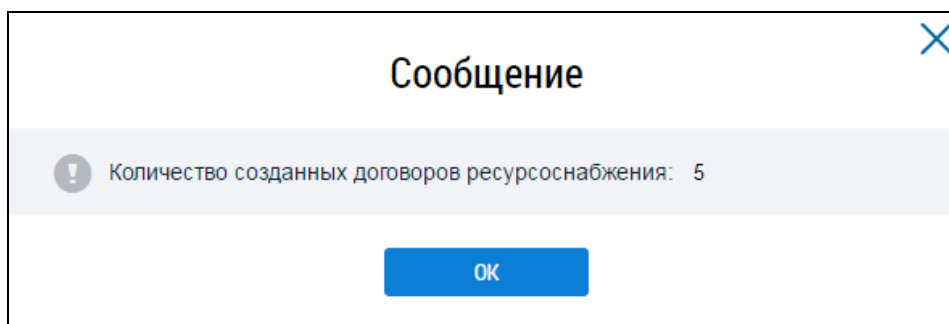 Сообщение
Количество созданных договоров ресурсоснабжения: 5
ОК